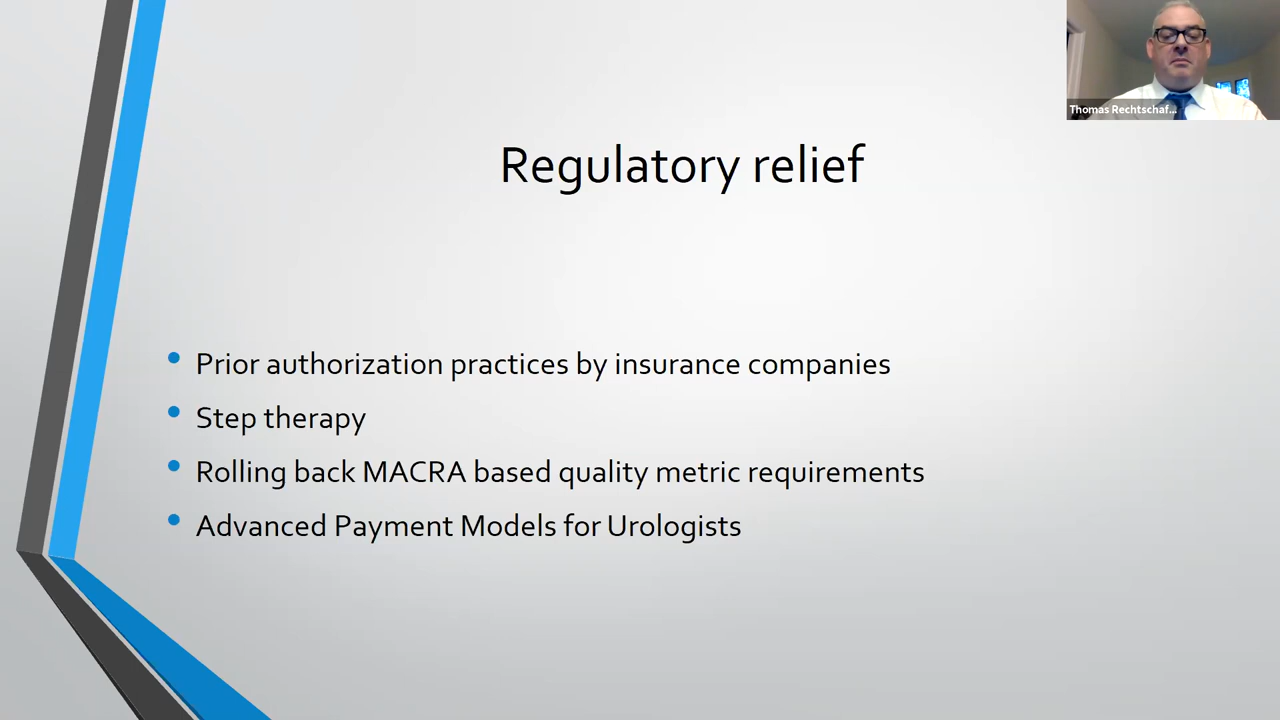 Thomas Rechtschaf...
Regulatory relief
Prior authorization practices by insurance companies
Step therapy
Rolling back MACRA based quality metric requirements
Advanced Payment Models for Urologists